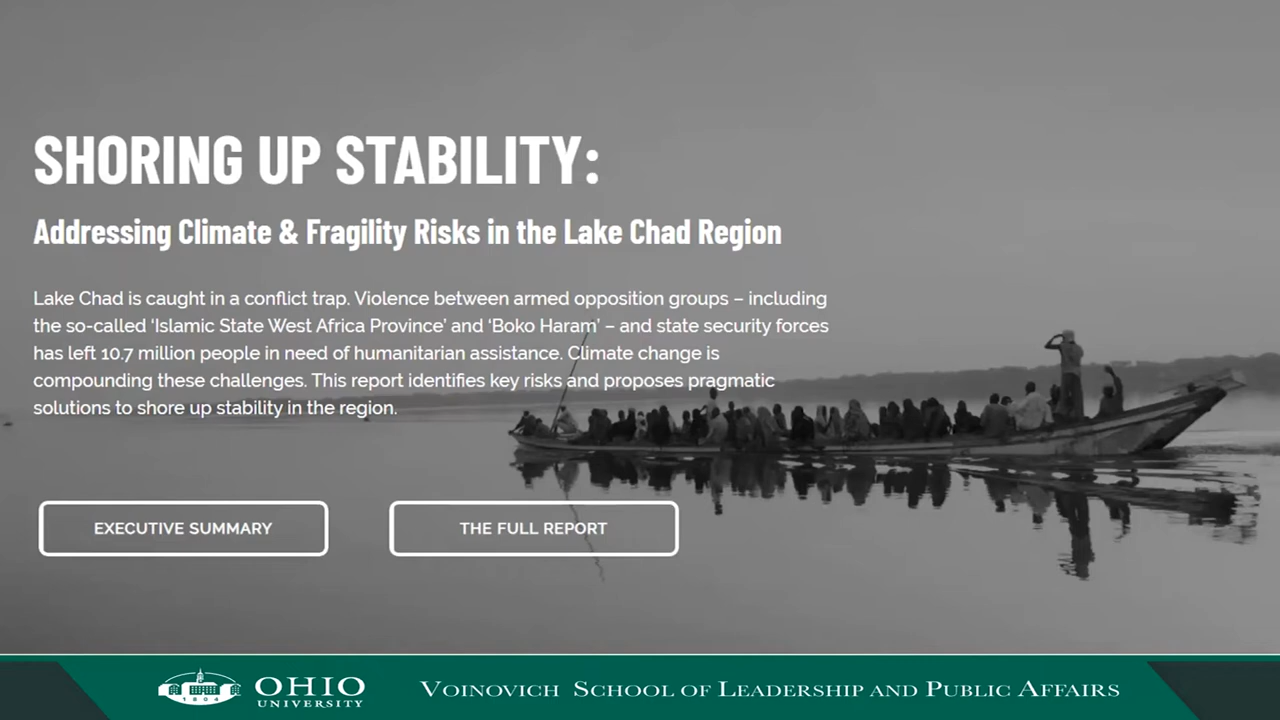 SHORING UP STABILITY:
Addressing Climate & Fragility Risks in the Lake Chad Region
Lake Chad is caught in a conflict trap. Violence between armed opposition groups – including
the so-called ‘Islamic State West Africa Province’ and ‘Boko Haram’ – and state security forces
has left 10.7 million people in need of humanitarian assistance. Climate change is
compounding these challenges. This report identifies key risks and proposes pragmatic
solutions to shore up stability in the region.
EXECUTIVE SUMMARY
THE FULL REPORT
1804
OHIO
UNIVERSITY
VOINOVICH SCHOOL OF LEADERSHIP AND PUBLIC AFFAIRS